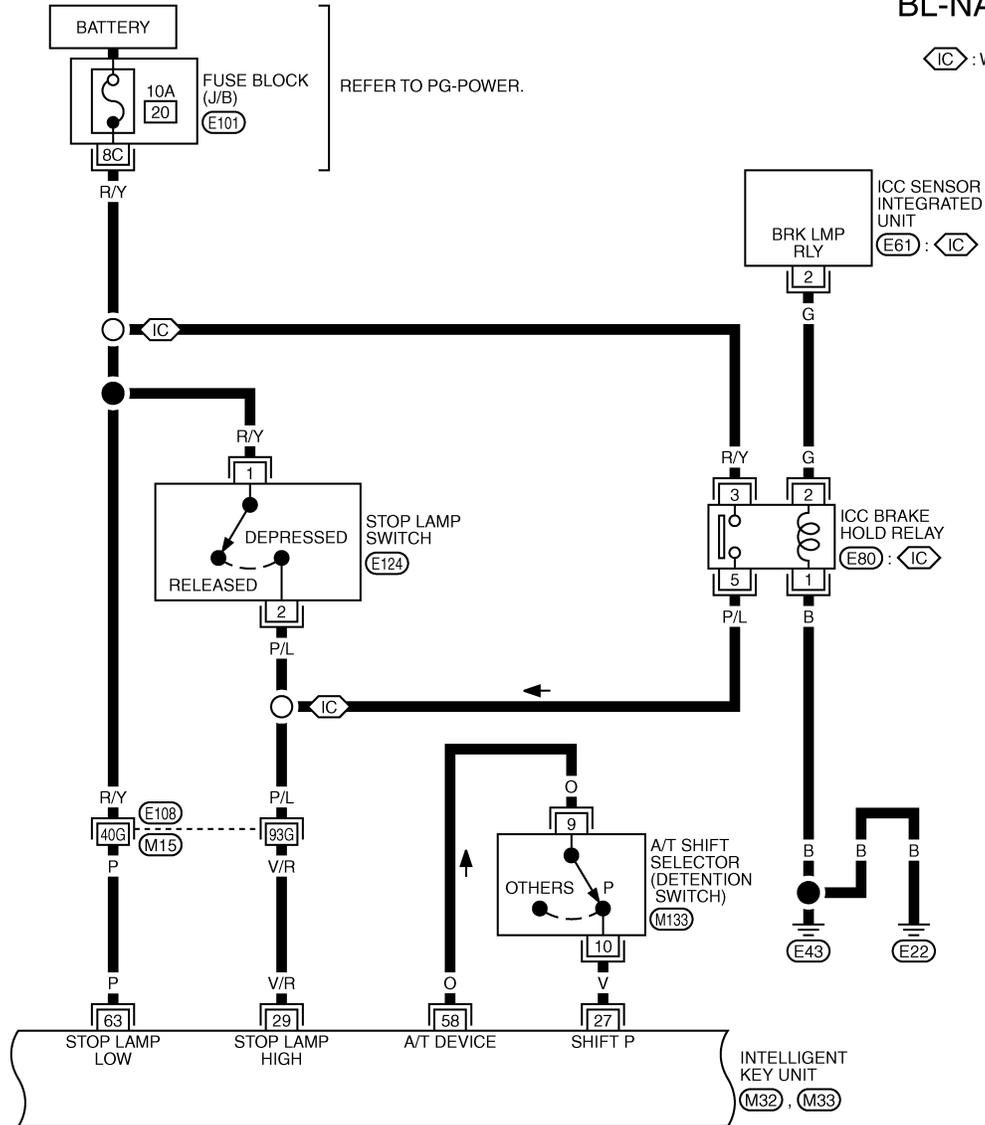 BL-NA
BATTERY
IC : W
FUSE BLOCK
(J/B)
E101
10A
20
REFER TO PG-POWER.
8C
R/Y
ICC SENSOR
INTEGRATED
UNIT
E61 : IC
BRK LMP
RLY
2
G
IC
R/Y
R/Y
G
1
3
2
STOP LAMP
SWITCH
E124
DEPRESSED
RELEASED
ICC BRAKE
HOLD RELAY
E80 : IC
2
5
1
P/L
P/L
B
IC
O
R/Y
P/L
E108
40G
93G
M15
9
P
V/R
A/T SHIFT
SELECTOR
(DETENTION
SWITCH)
M133
OTHERS
P
B
B
B
10
E43
E22
P
V/R
O
V
63
29
58
27
STOP LAMP
LOW
STOP LAMP
HIGH
A/T DEVICE
SHIFT P
INTELLIGENT
KEY UNIT
M32 , M33